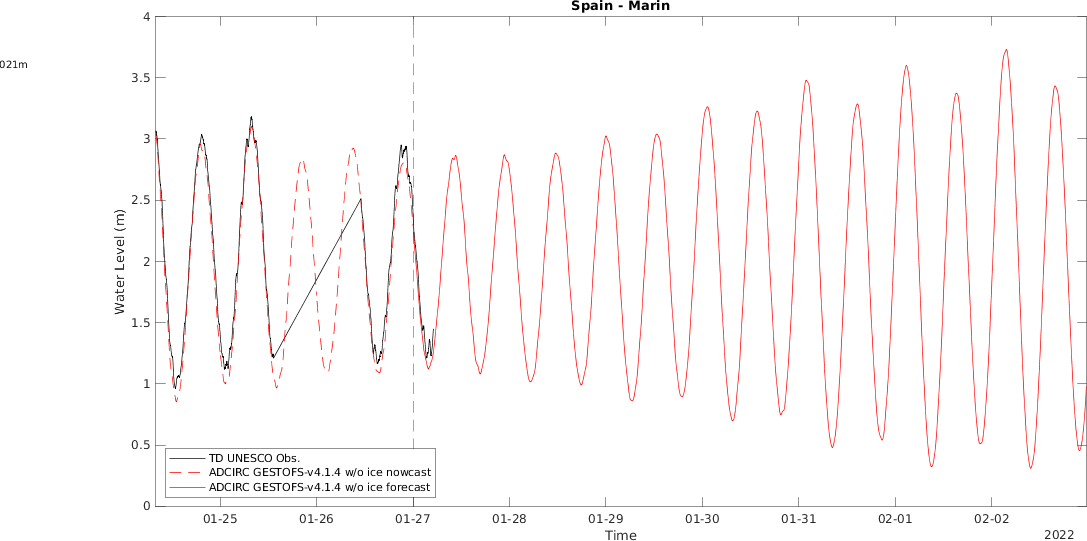 Spain - Marin
021m
4
3.5
3
2.5
2
1.5
1
0.5
0
Water Level (m)
TD UNESCO Obs.
ADCIRC GESTOFS-v4.1.4 w/o ice nowcast
ADCIRC GESTOFS-v4.1.4 w/o ice forecast
01-25 01-26 01-27 01-28 01-29 01-30 01-31 02-01 02-02
Time
2022